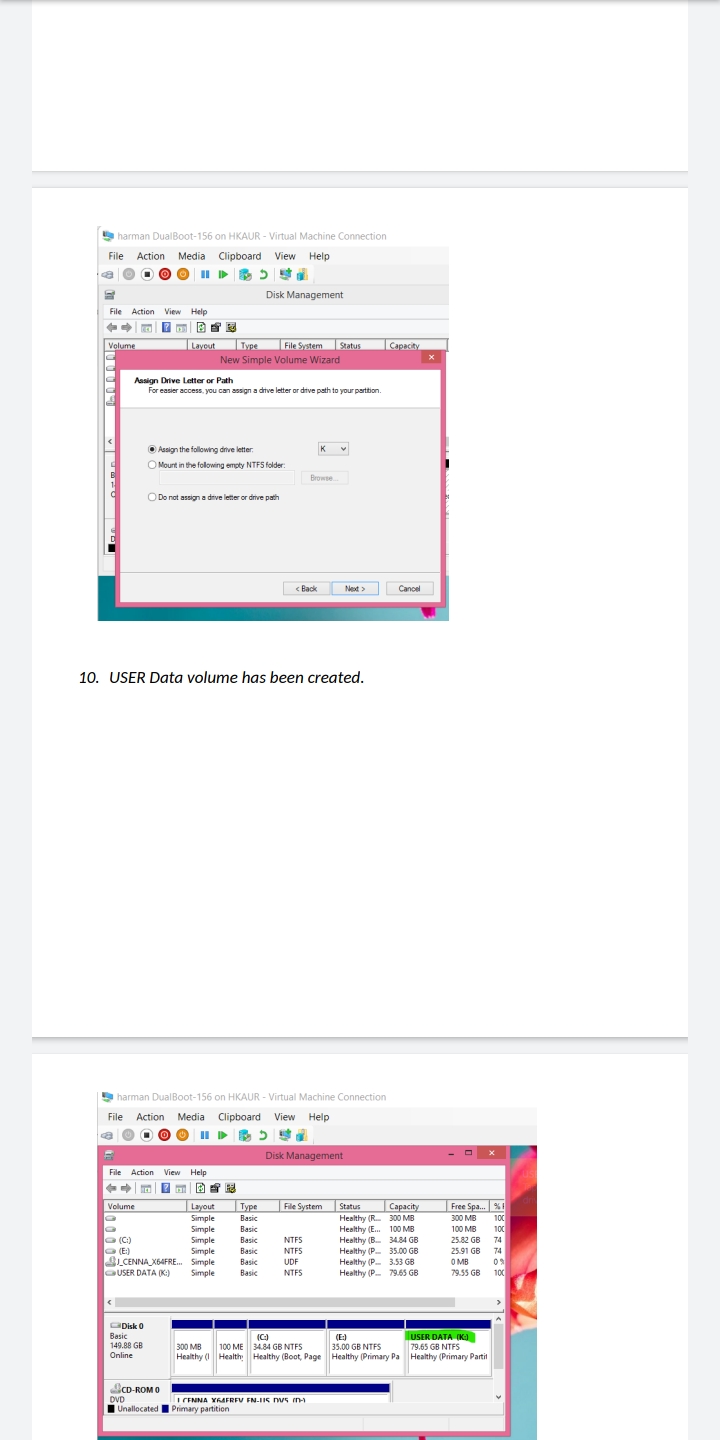 harman DualBoot-156 on HKAUR - Virtual Machine Connection
File Action Media Clipboard View Help
Disk Management
File Action View Help
Volume Layout Type File System Status Capacity
New Simple Volume Wizard
Assign Drive Letter or Path
For easier access, you can assign a drive letter or drive path to your partition.
Assign the following drive letter: K
Mount in the following empty NTFS folder:
Browse...
Do not assign a drive letter or drive path
< Back Next > Cancel
10. USER Data volume has been created.
harman DualBoot-156 on HKAUR - Virtual Machine Connection
File Action Media Clipboard View Help
Disk Management
File Action View Help
Volume Layout Type File System Status Capacity Free Spa... %
Simple Basic Healthy (R... 300 MB 300 MB 100
Simple Basic Healthy (E... 100 MB 100 MB 100
(C:) Simple Basic NTFS Healthy (B... 34.84 GB 25.82 GB 74
(E:) Simple Basic NTFS Healthy (P... 35.00 GB 25.91 GB 74
J_CENNA_X64FRE... Simple Basic UDF Healthy (P... 3.53 GB 0 MB 0 %
USER DATA (K:) Simple Basic NTFS Healthy (P... 79.65 GB 79.55 GB 100
Disk 0
Basic
149.88 GB
Online
300 MB
Healthy (
100 ME
Health
(C:)
34.84 GB NTFS
Healthy (Boot, Page
(E:)
35.00 GB NTFS
Healthy (Primary Pa
USER DATA (K:)
79.65 GB NTFS
Healthy (Primary Partit
CD-ROM 0
DVD
J_CENNA_X64FREV_EN-US_DV5 (D:)
Unallocated Primary partition